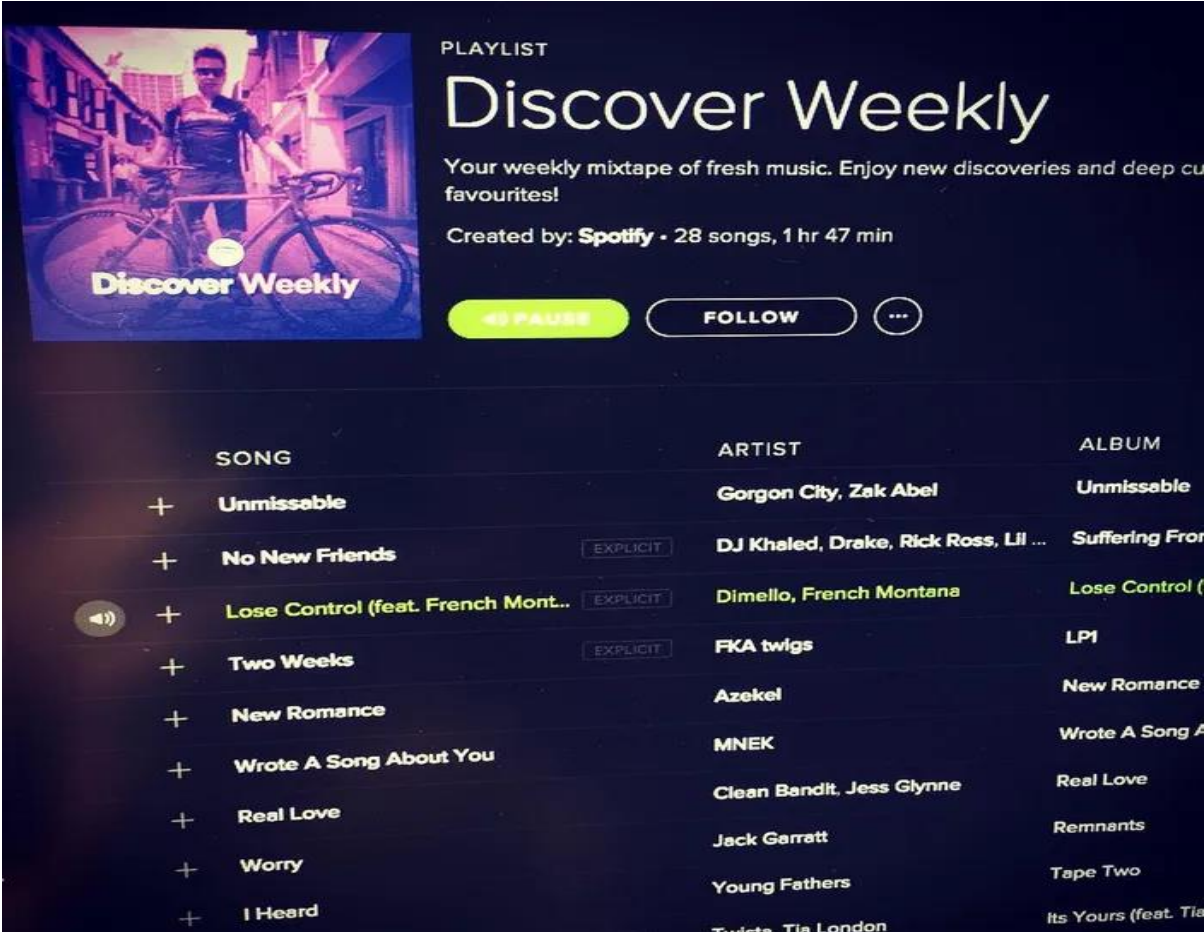 PLAYLIST
Discover Weekly
Your weekly mixtape of fresh music. Enjoy new discoveries and deep cu
favourites!
Created by: Spotify • 28 songs, 1 hr 47 min
Discover Weekly
PAUSE FOLLOW
SONG ARTIST ALBUM
Unmissable Gorgon City, Zak Abel Unmissable
No New Friends EXPLICIT DJ Khaled, Drake, Rick Ross, Lil ... Suffering Fror
Lose Control (feat. French Mont... EXPLICIT Dimello, French Montana Lose Control (
Two Weeks EXPLICIT FKA twigs LP1
New Romance Azekel New Romance
Wrote A Song About You MNEK Wrote A Song A
Real Love Clean Bandit, Jess Glynne Real Love
Worry Jack Garratt Remnants
I Heard Young Fathers Tape Two
Tia London Its Yours (feat. Tia